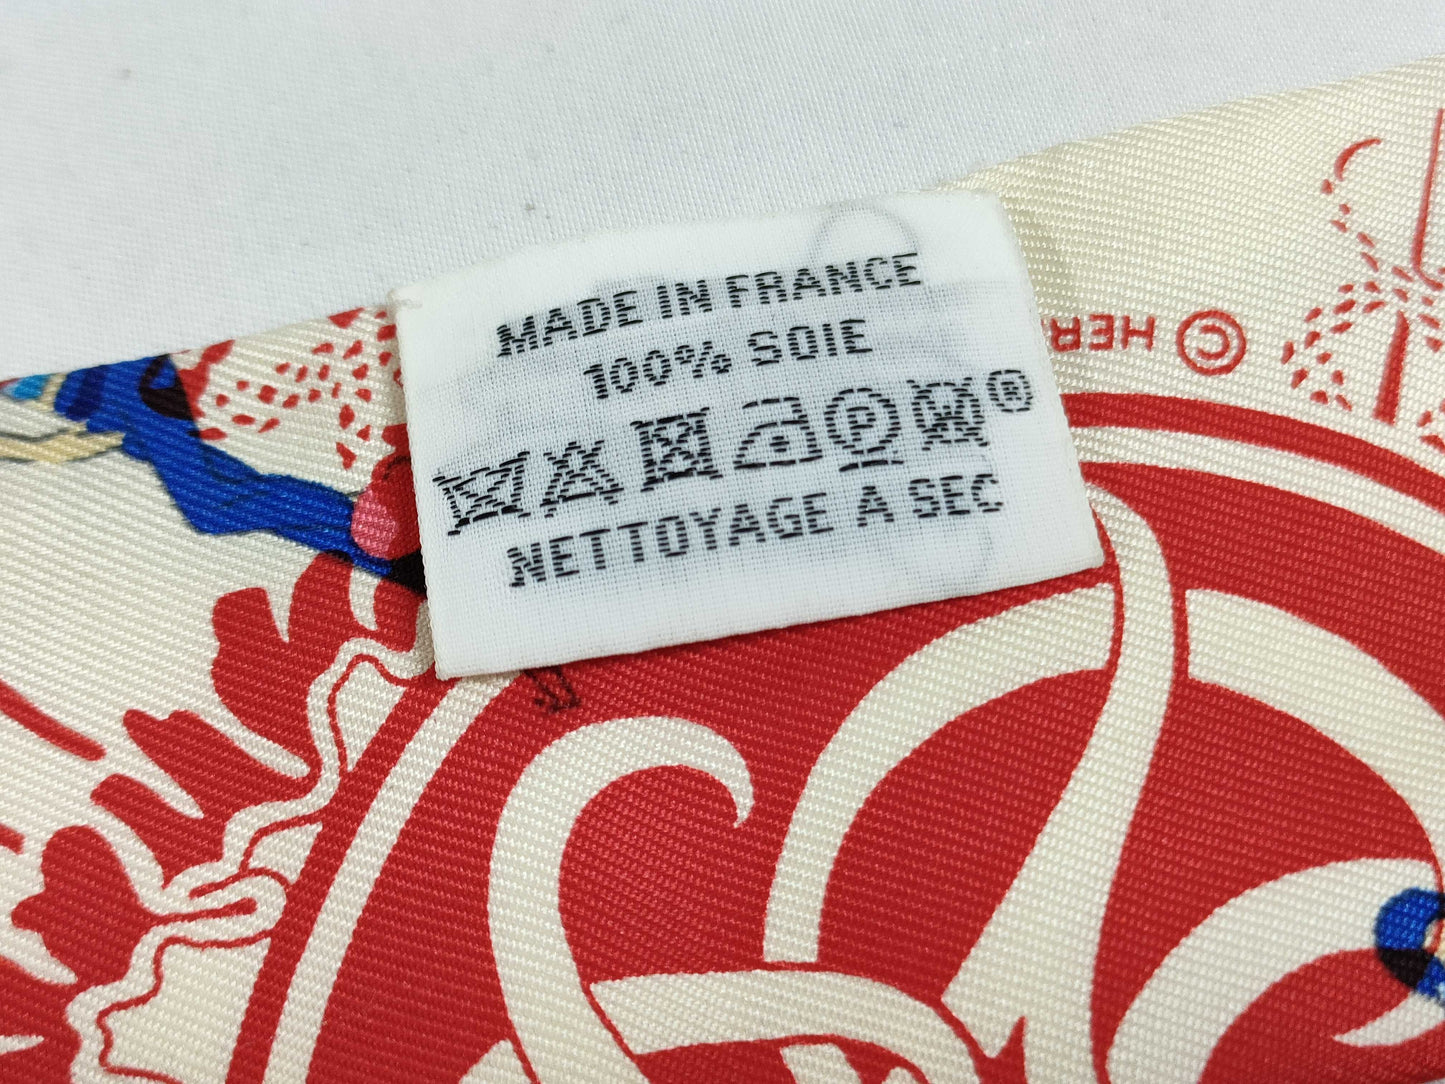 MADE IN FRANCE
100% SOIE
®
NETTOYAGE A SEC
© HER